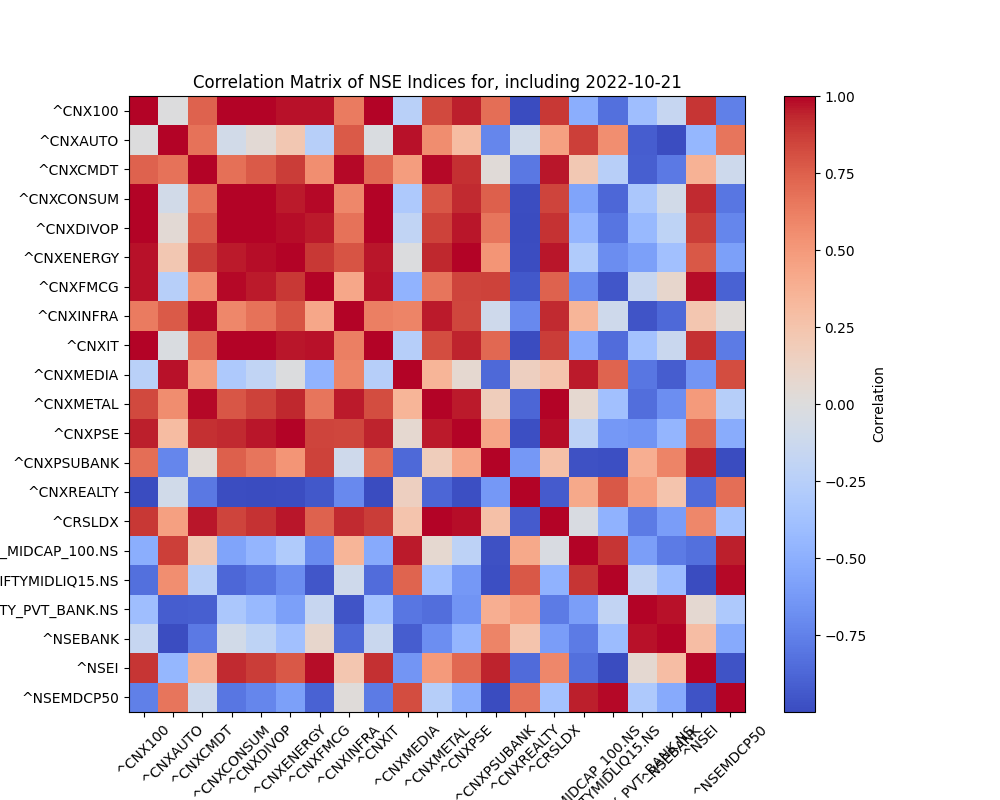 Correlation Matrix of NSE Indices for, including 2022-10-21
^CNX100
^CNXAUTO
^CNXCMDT
^CNXCONSUM
^CNXDIVOP
^CNXENERGY
^CNXFMCG
^CNXINFRA
^CNXIT
^CNXMEDIA
^CNXMETAL
^CNXPSE
^CNXPSUBANK
^CNXREALTY
^CRSLDX
_MIDCAP_100.NS
IFTYMIDLIQ15.NS
TY_PVT_BANK.NS
^NSEBANK
^NSEI
^NSEMDCP50
^CNX100
^CNXAUTO
^CNXCMDT
^CNXCONSUM
^CNXDIVOP
^CNXENERGY
^CNXFMCG
^CNXINFRA
^CNXIT
^CNXMEDIA
^CNXMETAL
^CNXPSE
^CNXPSUBANK
^CNXREALTY
^CRSLDX
MIDCAP_100.NS
TYMIDLIQ15.NS
PVT_BANK.NS
^NSEBANK
^NSEI
^NSEMDCP50
1.00
0.75
0.50
0.25
0.00
−0.25
−0.50
−0.75
Correlation